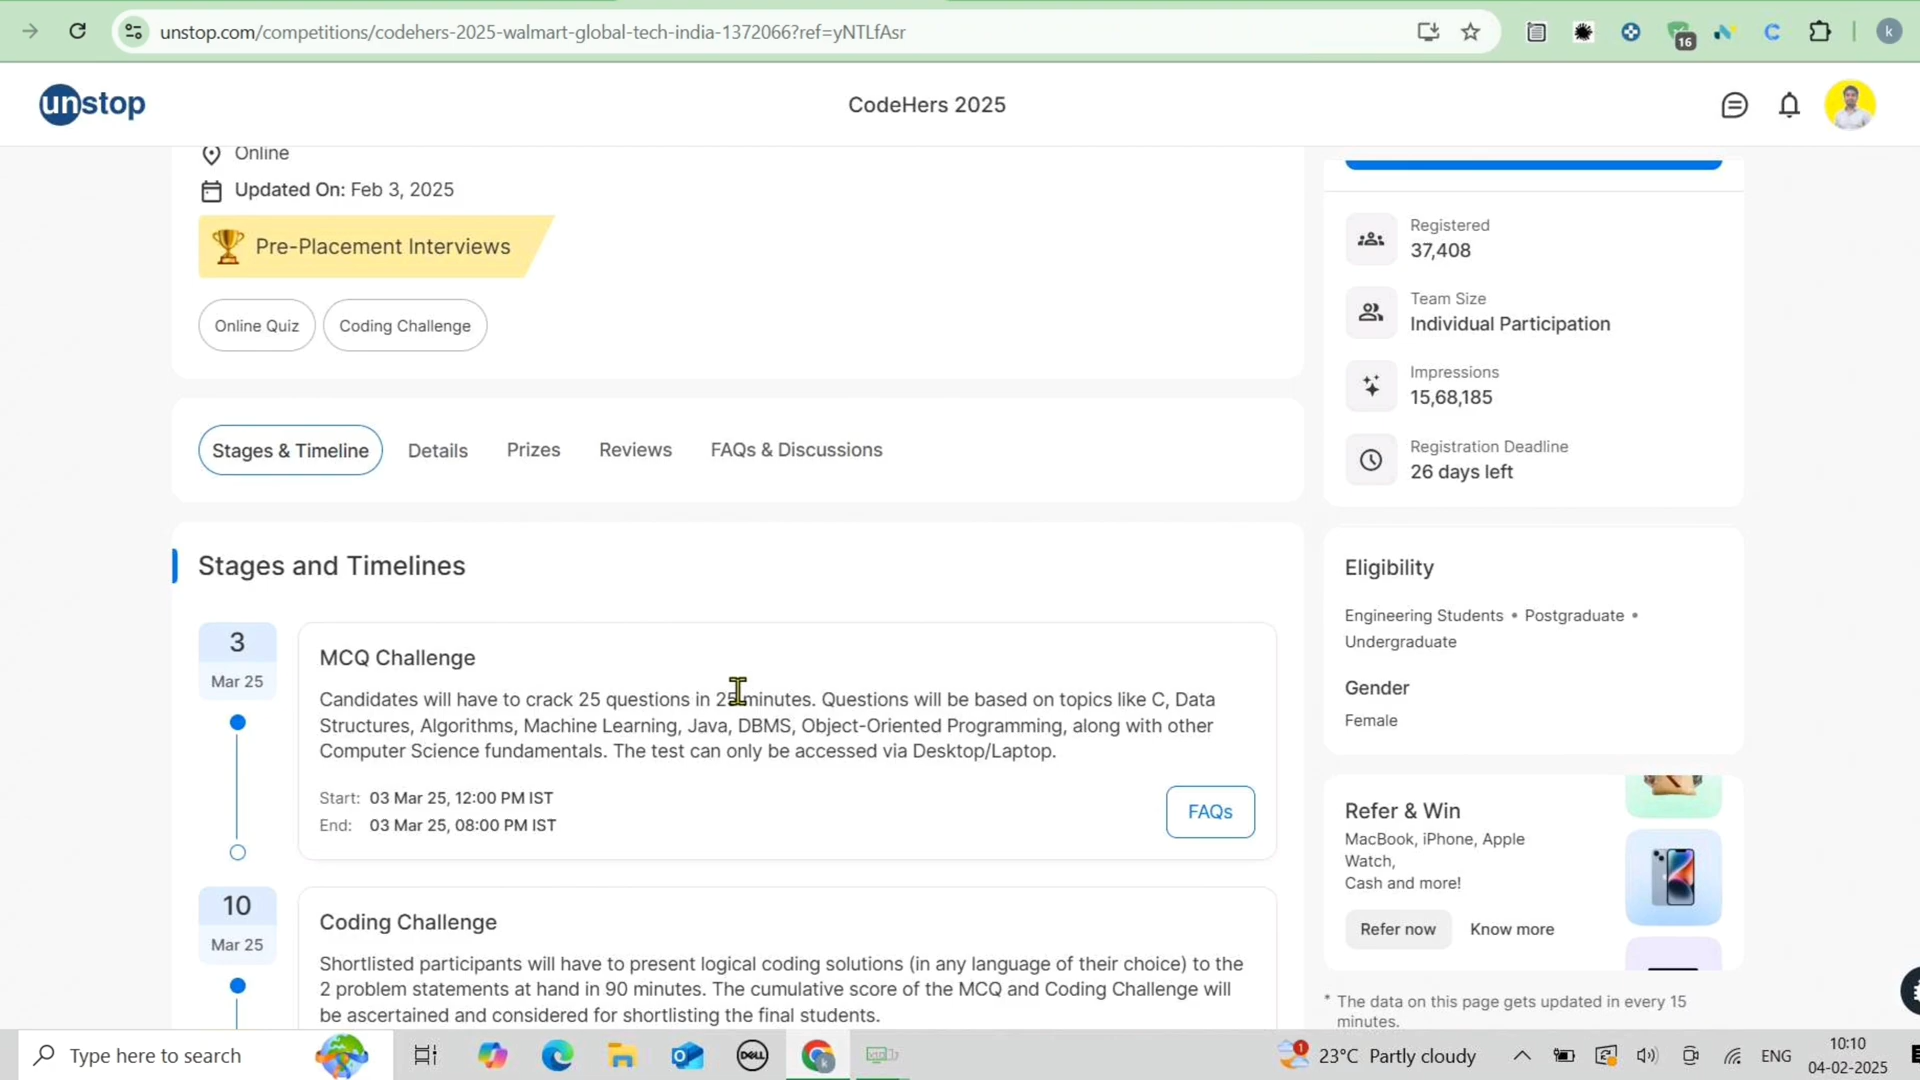 unstop.com/competitions/codehers-2025-walmart-global-tech-india-1372066?ref=yNTLfAsr
16
k
unstop
CodeHers 2025
Online
Updated On: Feb 3, 2025
Pre-Placement Interviews
Online Quiz
Coding Challenge
Registered
37,408
Team Size
Individual Participation
Impressions
15,68,185
Registration Deadline
26 days left
Stages & Timeline
Details
Prizes
Reviews
FAQs & Discussions
Stages and Timelines
3
Mar 25
MCQ Challenge
Candidates will have to crack 25 questions in 25 minutes. Questions will be based on topics like C, Data
Structures, Algorithms, Machine Learning, Java, DBMS, Object-Oriented Programming, along with other
Computer Science fundamentals. The test can only be accessed via Desktop/Laptop.
Start: 03 Mar 25, 12:00 PM IST
End: 03 Mar 25, 08:00 PM IST
FAQs
10
Mar 25
Coding Challenge
Shortlisted participants will have to present logical coding solutions (in any language of their choice) to the
2 problem statements at hand in 90 minutes. The cumulative score of the MCQ and Coding Challenge will
be ascertained and considered for shortlisting the final students.
Eligibility
Engineering Students • Postgraduate •
Undergraduate
Gender
Female
Refer & Win
MacBook, iPhone, Apple
Watch,
Cash and more!
Refer now
Know more
* The data on this page gets updated in every 15
minutes.
Type here to search
DELL
1
23°C Partly cloudy
ENG
10:10
04-02-2025